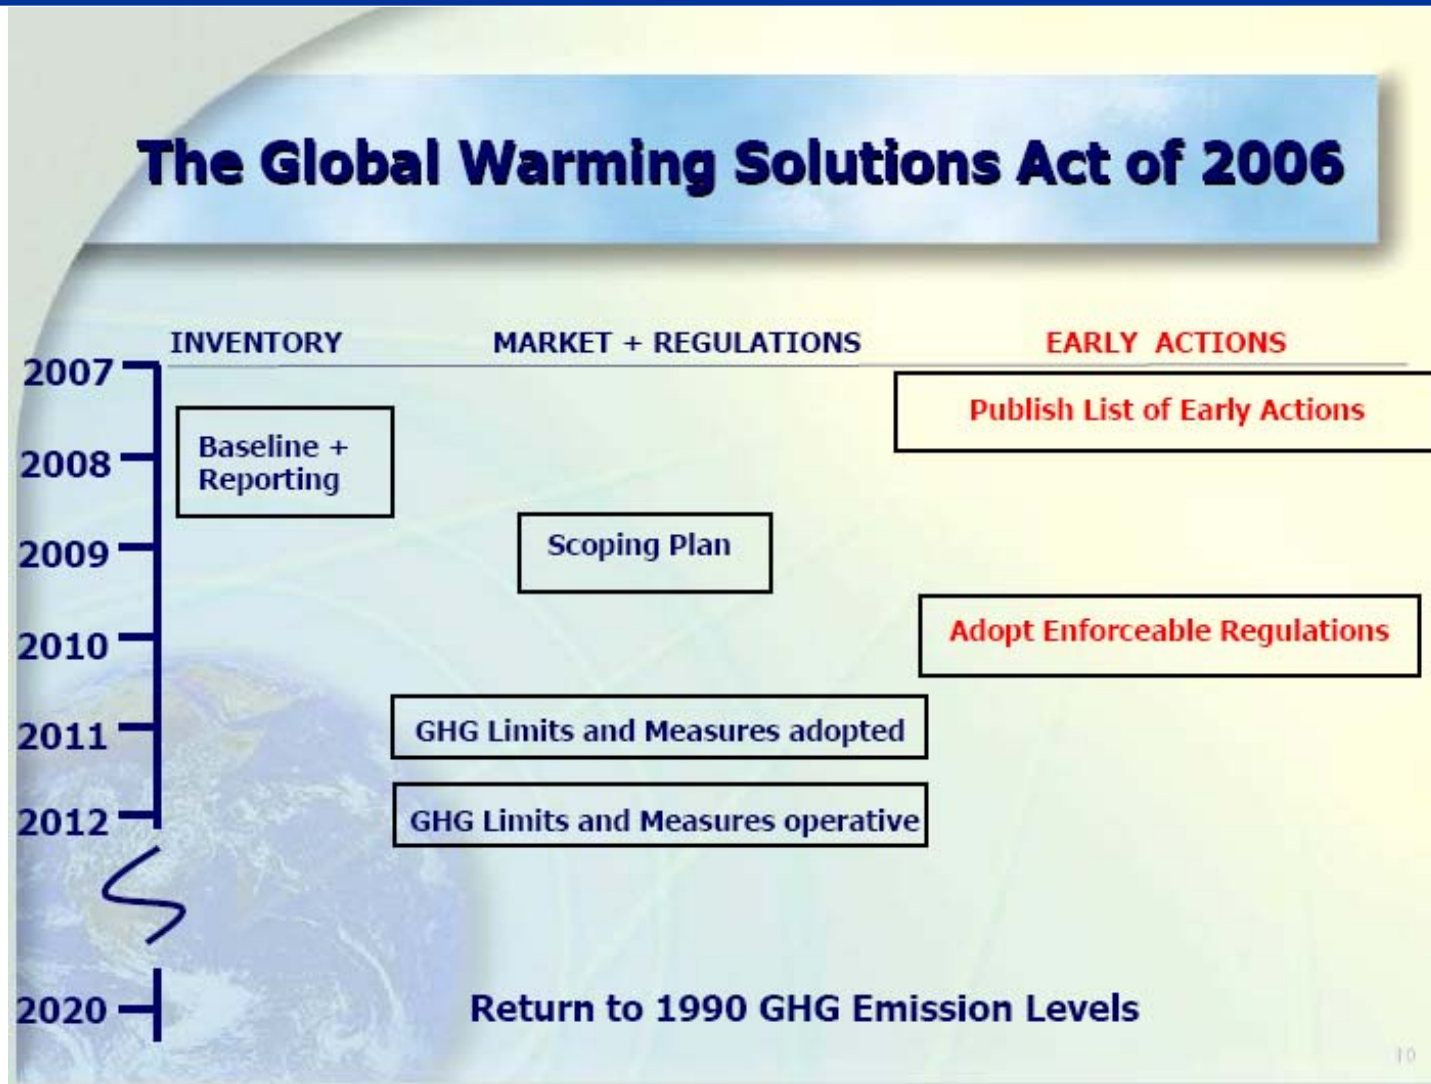 The Global Warming Solutions Act of 2006
INVENTORY MARKET + REGULATIONS EARLY ACTIONS
2007
Publish List of Early Actions
Baseline +
2008
Reporting
2009
Scoping Plan
2010
Adopt Enforceable Regulations
2011
GHG Limits and Measures adopted
2012
GHG Limits and Measures operative
2020
Return to 1990 GHG Emission Levels
10